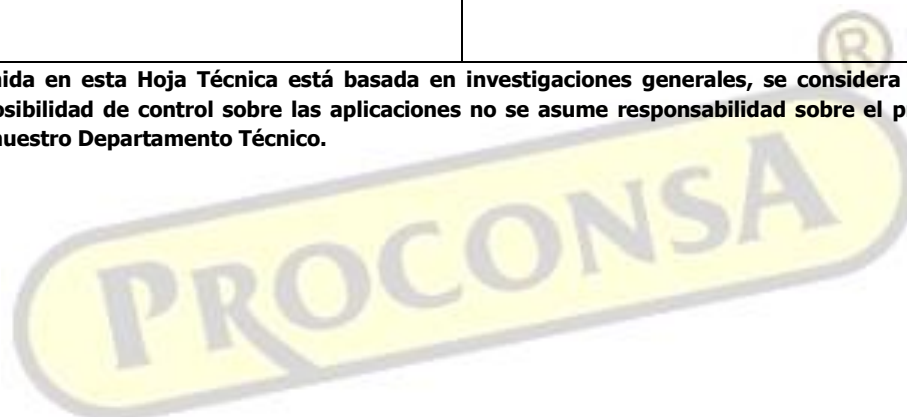 ida en esta Hoja Técnica está basada en investigaciones generales, se considera
osibilidad de control sobre las aplicaciones no se asume responsabilidad sobre el
nuestro Departamento Técnico.
®
PROCONSA